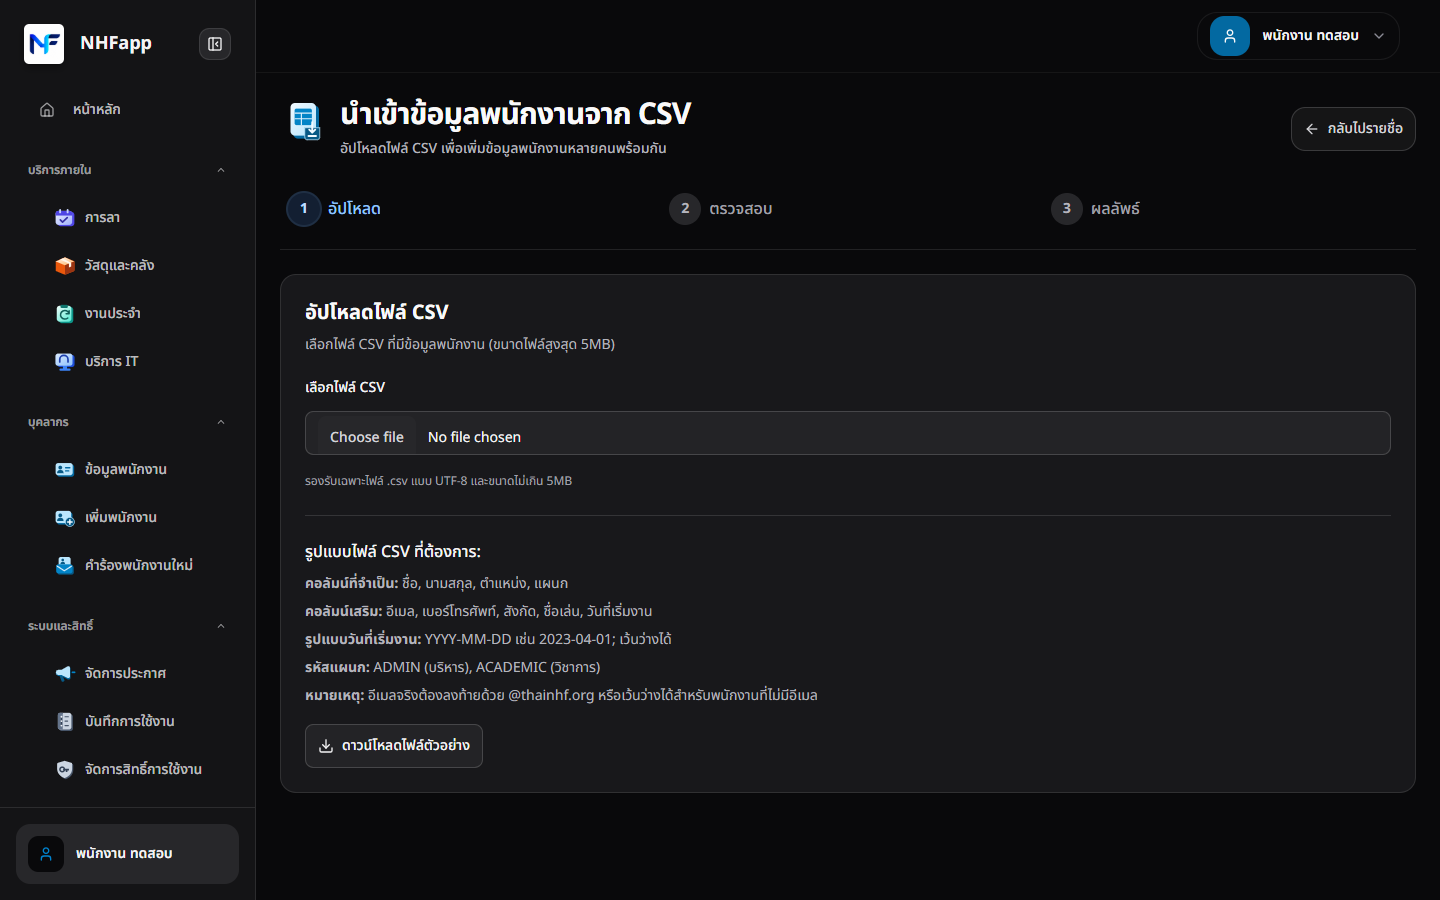 NHFapp
หน้าหลัก
บริการภายใน
การลา
วัสดุและคลัง
งานประจำ
บริการ IT
บุคลากร
ข้อมูลพนักงาน
เพิ่มพนักงาน
คำร้องพนักงานใหม่
ระบบและสิทธิ์
จัดการประกาศ
บันทึกการใช้งาน
จัดการสิทธิ์การใช้งาน
พนักงาน ทดสอบ
พนักงาน ทดสอบ
นำเข้าข้อมูลพนักงานจาก CSV
อัปโหลดไฟล์ CSV เพื่อเพิ่มข้อมูลพนักงานหลายคนพร้อมกัน
กลับไปรายชื่อ
1 อัปโหลด
2 ตรวจสอบ
3 ผลลัพธ์
อัปโหลดไฟล์ CSV
เลือกไฟล์ CSV ที่มีข้อมูลพนักงาน (ขนาดไฟล์สูงสุด 5MB)
เลือกไฟล์ CSV
Choose file No file chosen
รองรับเฉพาะไฟล์ .csv แบบ UTF-8 และขนาดไม่เกิน 5MB
รูปแบบไฟล์ CSV ที่ต้องการ:
คอลัมน์ที่จำเป็น: ชื่อ, นามสกุล, ตำแหน่ง, แผนก
คอลัมน์เสริม: อีเมล, เบอร์โทรศัพท์, สังกัด, ชื่อเล่น, วันที่เริ่มงาน
รูปแบบวันที่เริ่มงาน: YYYY-MM-DD เช่น 2023-04-01; เว้นว่างได้
รหัสแผนก: ADMIN (บริหาร), ACADEMIC (วิชาการ)
หมายเหตุ: อีเมลจริงต้องลงท้ายด้วย @thainhf.org หรือเว้นว่างได้สำหรับพนักงานที่ไม่มีอีเมล
ดาวน์โหลดไฟล์ตัวอย่าง